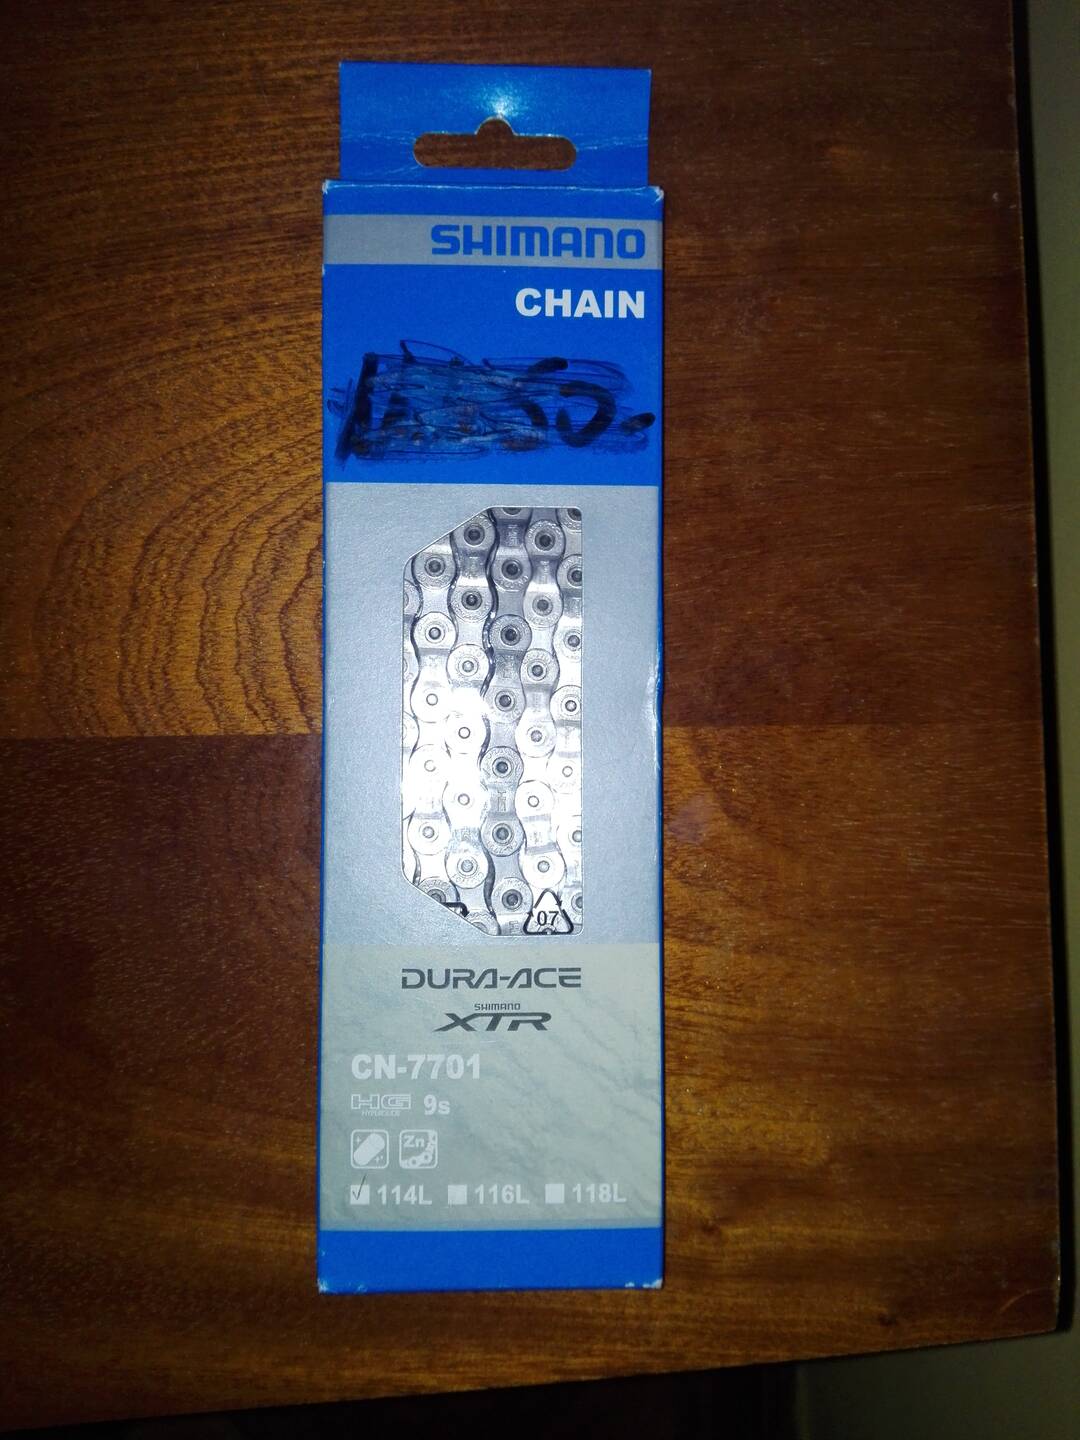 SHIMANO
CHAIN
07
DURA-ACE
SHIMANO
XTR
CN-7701
HG 9s
HYPERGLIDE
Zn
114L 116L 118L